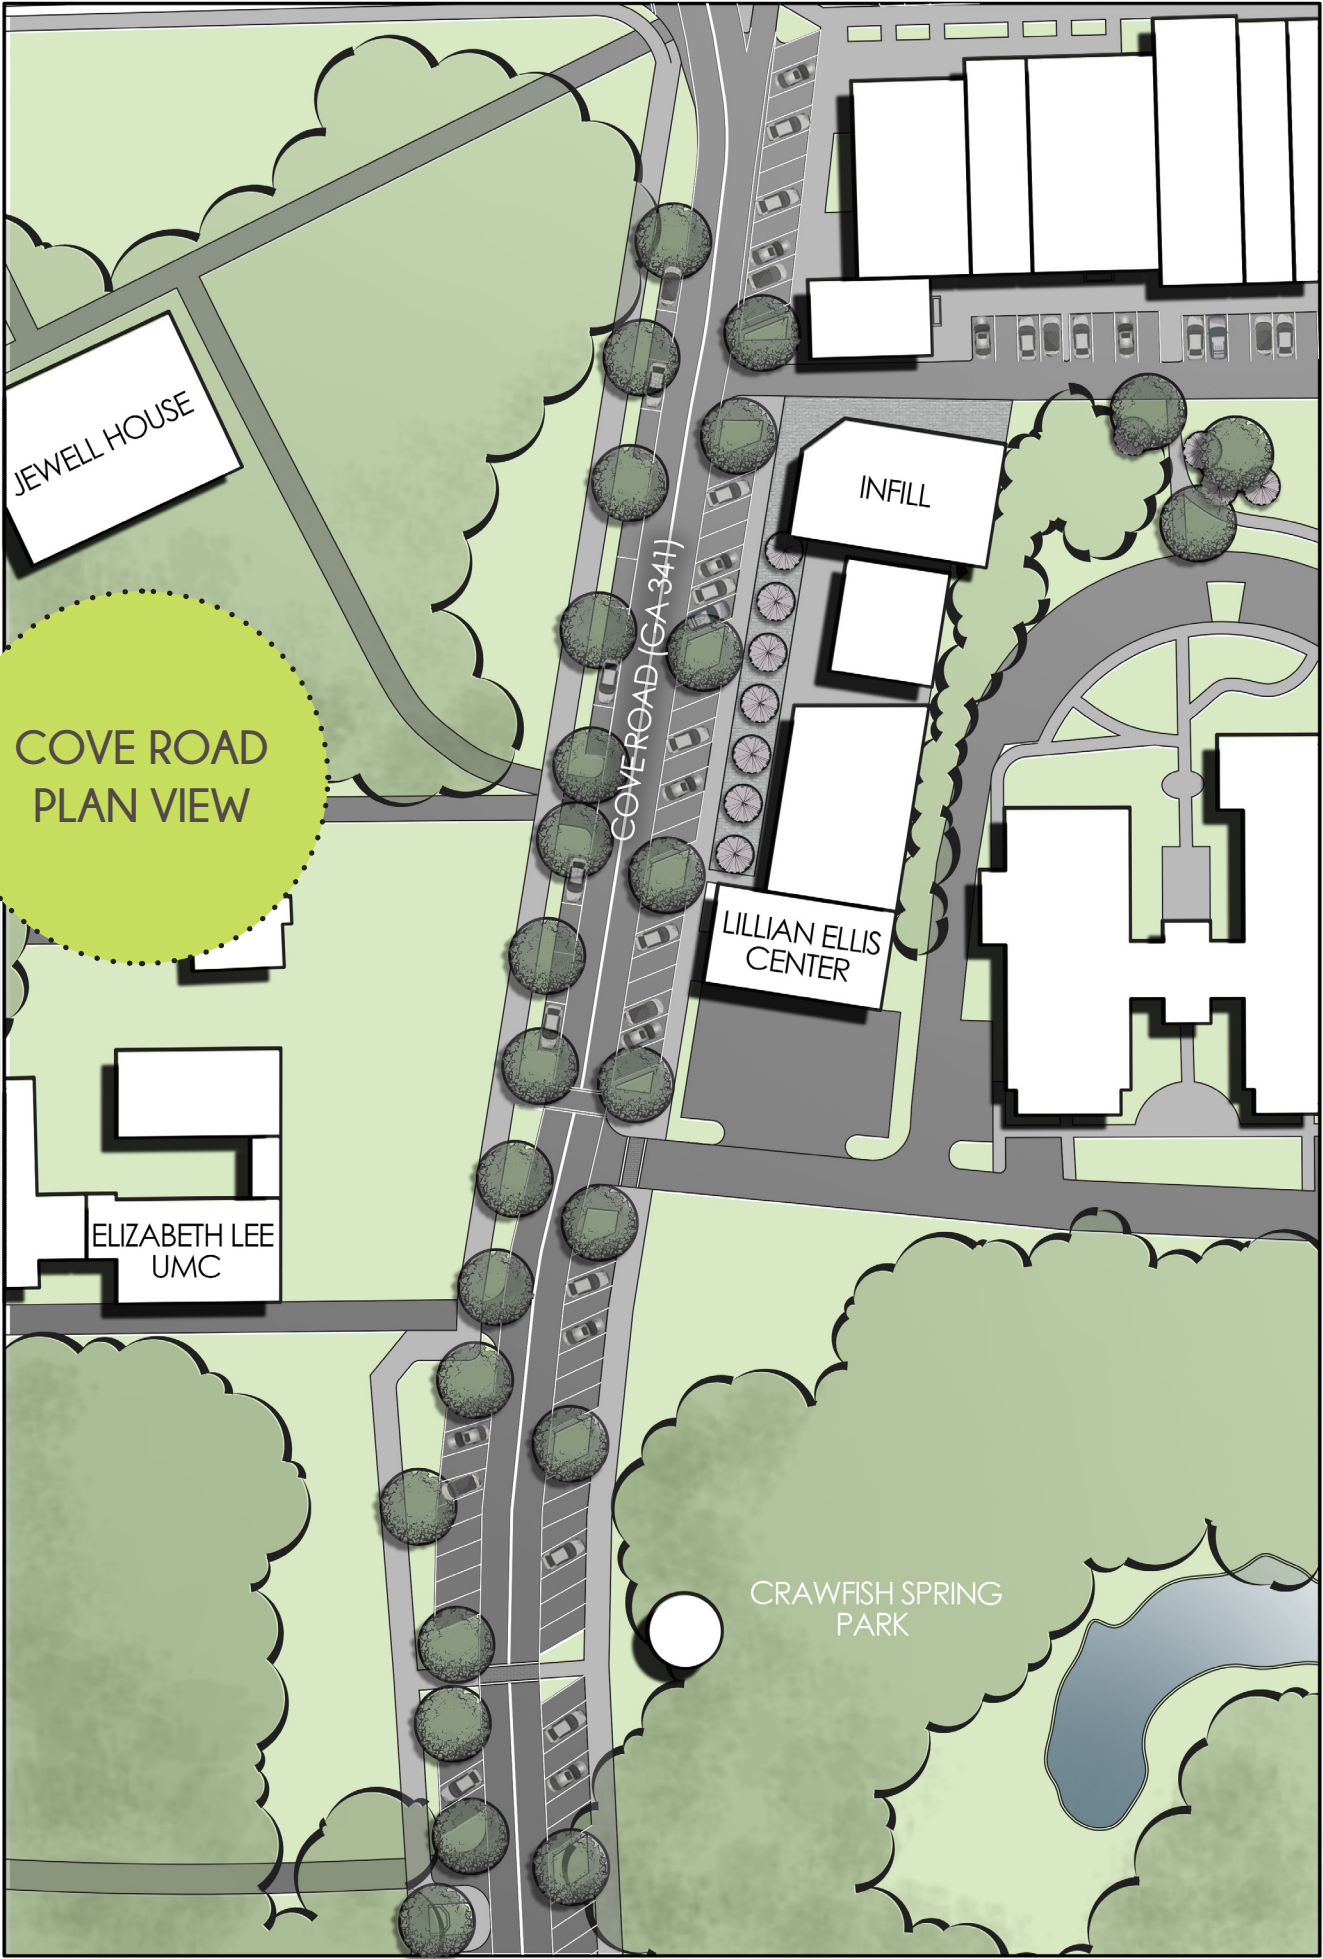 JEWELL HOUSE
INFILL
COVE ROAD (GA 341)
COVE ROAD
PLAN VIEW
LILLIAN ELLIS
CENTER
ELIZABETH LEE
UMC
CRAWFISH SPRING
PARK